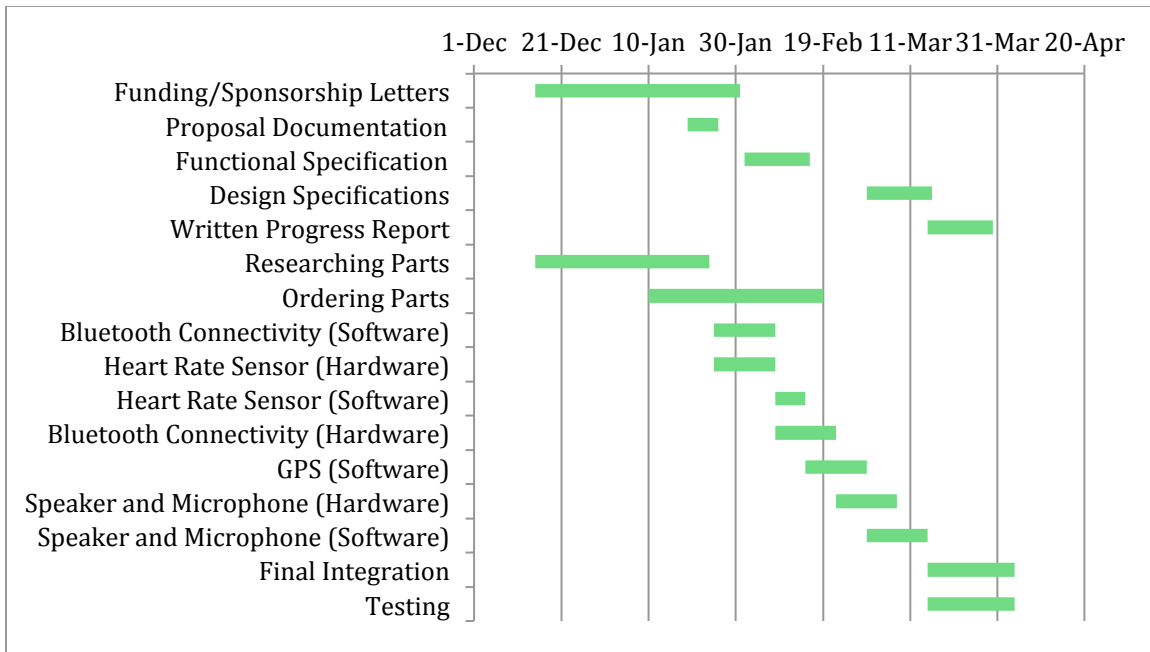 1-Dec 21-Dec 10-Jan 30-Jan 19-Feb 11-Mar 31-Mar 20-Apr
Funding/Sponsorship Letters
Proposal Documentation
Functional Specification
Design Specifications
Written Progress Report
Researching Parts
Ordering Parts
Bluetooth Connectivity (Software)
Heart Rate Sensor (Hardware)
Heart Rate Sensor (Software)
Bluetooth Connectivity (Hardware)
GPS (Software)
Speaker and Microphone (Hardware)
Speaker and Microphone (Software)
Final Integration
Testing